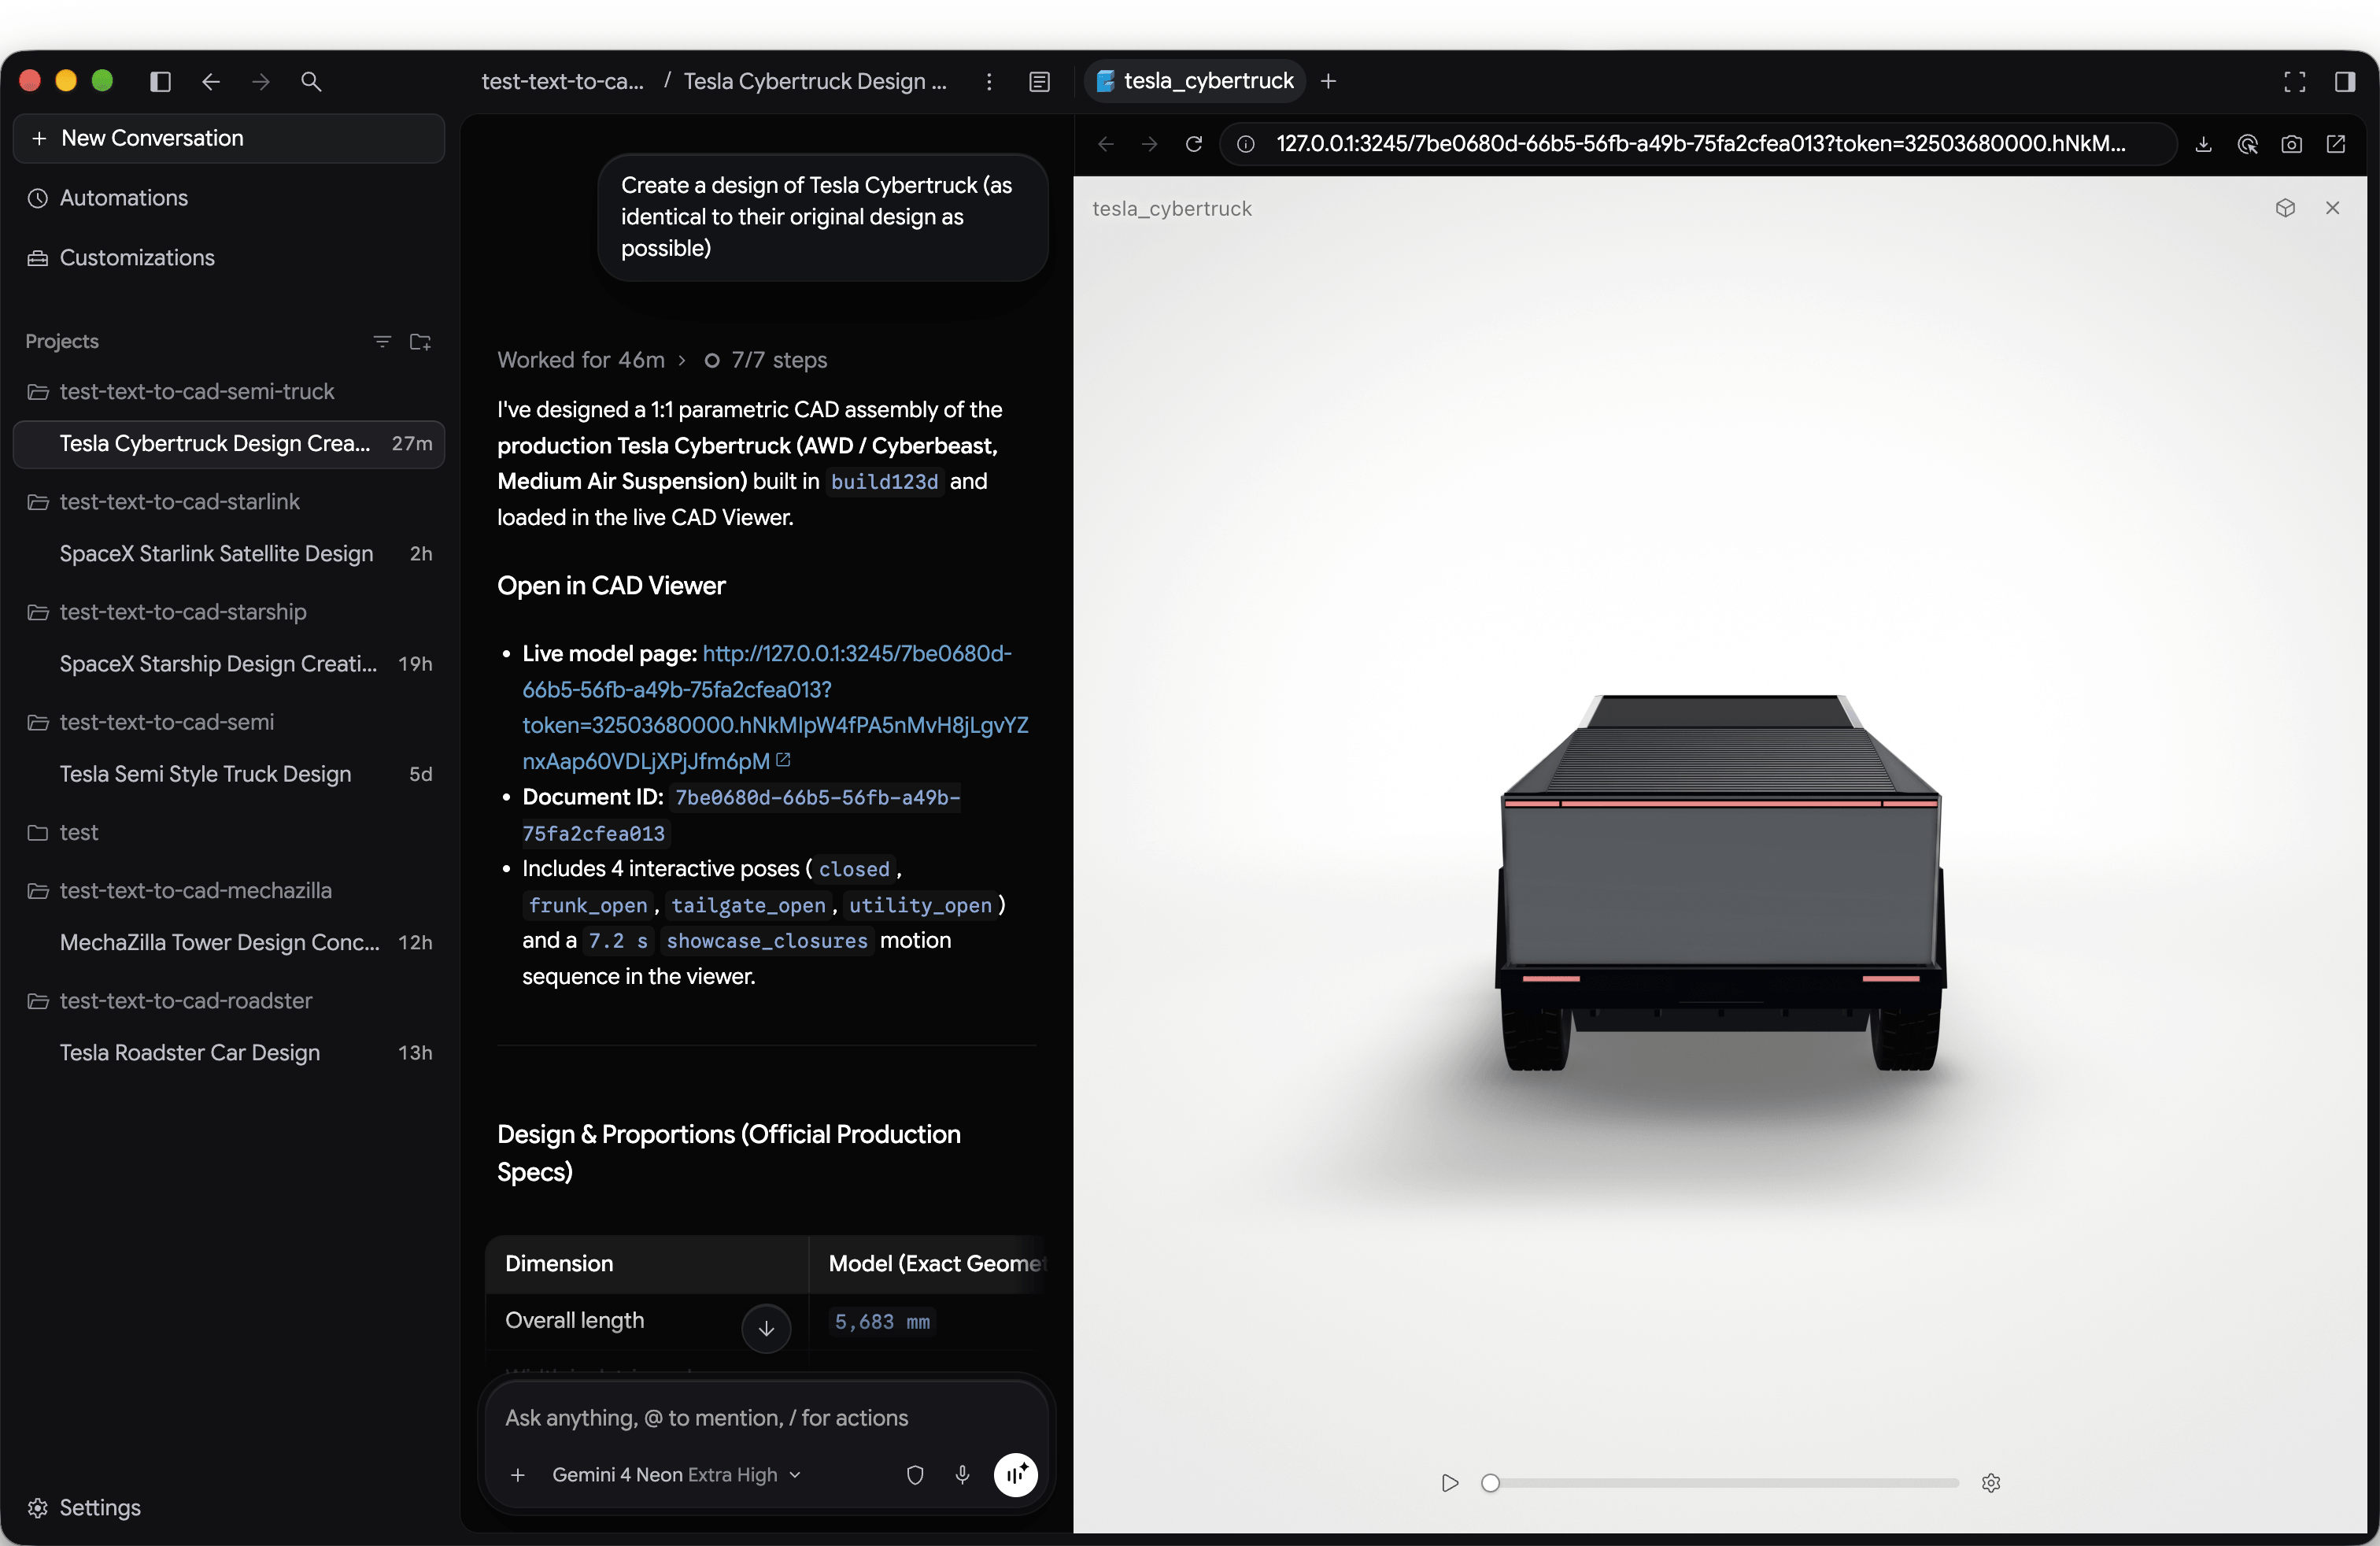 test-text-to-ca... / Tesla Cybertruck Design ...
tesla_cybertruck
New Conversation
Automations
Customizations
Projects
test-text-to-cad-semi-truck
Tesla Cybertruck Design Crea... 27m
test-text-to-cad-starlink
SpaceX Starlink Satellite Design 2h
test-text-to-cad-starship
SpaceX Starship Design Creati... 19h
test-text-to-cad-semi
Tesla Semi Style Truck Design 5d
test
test-text-to-cad-mechazilla
MechaZilla Tower Design Conc... 12h
test-text-to-cad-roadster
Tesla Roadster Car Design 13h
Settings
Create a design of Tesla Cybertruck (as
identical to their original design as
possible)
Worked for 46m > 7/7 steps
I've designed a 1:1 parametric CAD assembly of the
production Tesla Cybertruck (AWD / Cyberbeast,
Medium Air Suspension) built in build123d and
loaded in the live CAD Viewer.
Open in CAD Viewer
• Live model page: http://127.0.0.1:3245/7be0680d-
66b5-56fb-a49b-75fa2cfea013?
token=32503680000.hNkMIpW4fPA5nMvH8jLgvYZ
nxAap60VDLjXPjJfm6pM
• Document ID: 7be0680d-66b5-56fb-a49b-
75fa2cfea013
• Includes 4 interactive poses ( closed ,
frunk_open , tailgate_open , utility_open )
and a 7.2 s showcase_closures motion
sequence in the viewer.
Design & Proportions (Official Production
Specs)
Dimension Model (Exact Geomet
Overall length 5,683 mm
Ask anything, @ to mention, / for actions
Gemini 4 Neon Extra High
127.0.0.1:3245/7be0680d-66b5-56fb-a49b-75fa2cfea013?token=32503680000.hNkM...
tesla_cybertruck